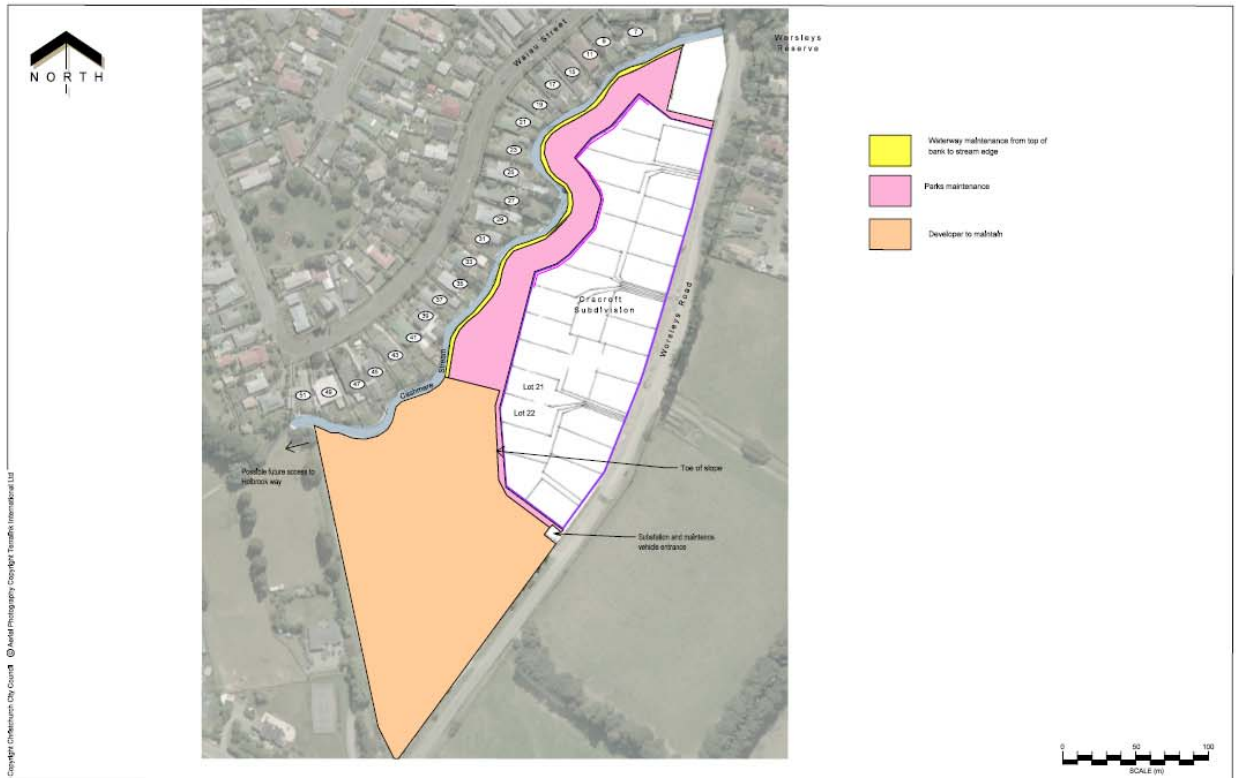 NORTH
Waiau Street
Worsleys
Reserve
7
9
11
15
17
19
21
23
25
27
29
31
33
35
37
39
41
43
45
47
49
51
Waterway maintenance from top of
bank to stream edge
Parks maintenance
Developer to maintain
Worsleys Road
Cracroft
Subdivision
Lot 21
Lot 22
Cashmere Stream
Possible future access to
Holbrook way
Toe of slope
Substation and maintence
vehicle entrance
Copyright Christchurch City Council © Aerial Photography Copyright Terralink International Ltd
0 50 100
SCALE (m)